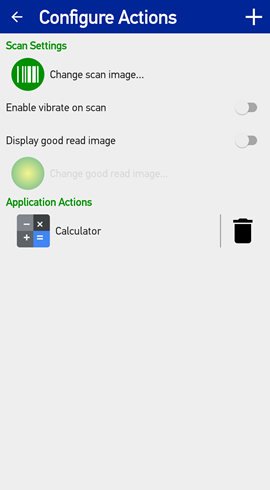 Configure Actions
Scan Settings
Change scan image...
Enable vibrate on scan
Display good read image
Change good read image...
Application Actions
Calculator